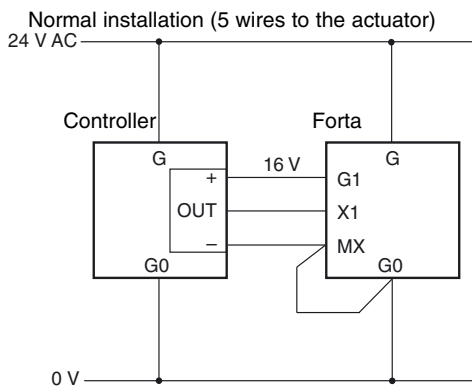 Normal installation (5 wires to the actuator)
24 V AC
Controller
Forta
G
G
+
16 V
G1
OUT
X1
–
MX
G0
G0
0 V